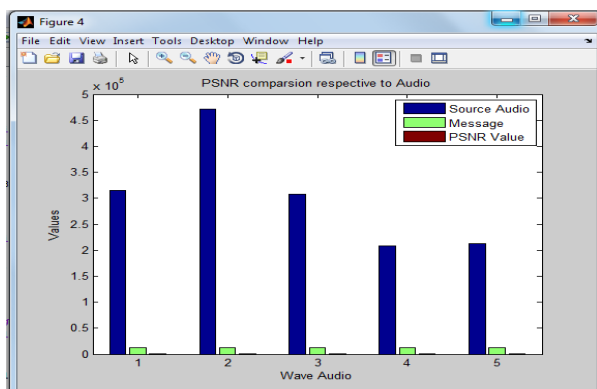 Figure 4
File Edit View Insert Tools Desktop Window Help
× 10^5
PSNR comparsion respective to Audio
5
4.5
4
3.5
3
2.5
2
1.5
1
0.5
0
Values
Source Audio
Message
PSNR Value
1 2 3 4 5
Wave Audio